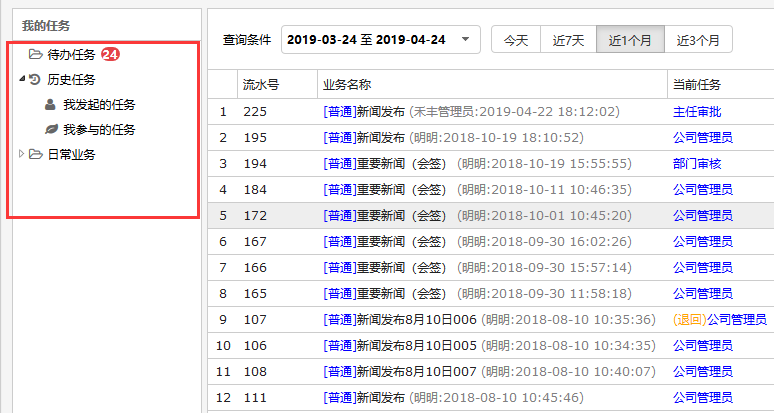 我的任务
待办任务 24
历史任务
我发起的任务
我参与的任务
日常业务
查询条件 2019-03-24 至 2019-04-24 今天 近7天 近1个月 近3个月
流水号 业务名称 当前任务
1 225 [普通]新闻发布 (禾丰管理员:2019-04-22 18:12:02) 主任审批
2 195 [普通]新闻发布 (明明:2018-10-19 18:10:52) 公司管理员
3 194 [普通]重要新闻（会签） (明明:2018-10-19 15:55:55) 部门审核
4 184 [普通]重要新闻（会签） (明明:2018-10-11 10:46:35) 公司管理员
5 172 [普通]重要新闻（会签） (明明:2018-10-01 10:45:20) 公司管理员
6 167 [普通]重要新闻（会签） (明明:2018-09-30 16:02:26) 公司管理员
7 166 [普通]重要新闻（会签） (明明:2018-09-30 15:57:14) 公司管理员
8 165 [普通]重要新闻（会签） (明明:2018-09-30 11:58:18) 公司管理员
9 107 [普通]新闻发布8月10日006 (明明:2018-08-10 10:35:36) (退回)公司管理员
10 106 [普通]新闻发布8月10日005 (明明:2018-08-10 10:34:35) 公司管理员
11 108 [普通]新闻发布8月10日007 (明明:2018-08-10 10:40:07) 公司管理员
12 111 [普通]新闻发布 (明明:2018-08-10 10:45:46) 公司管理员